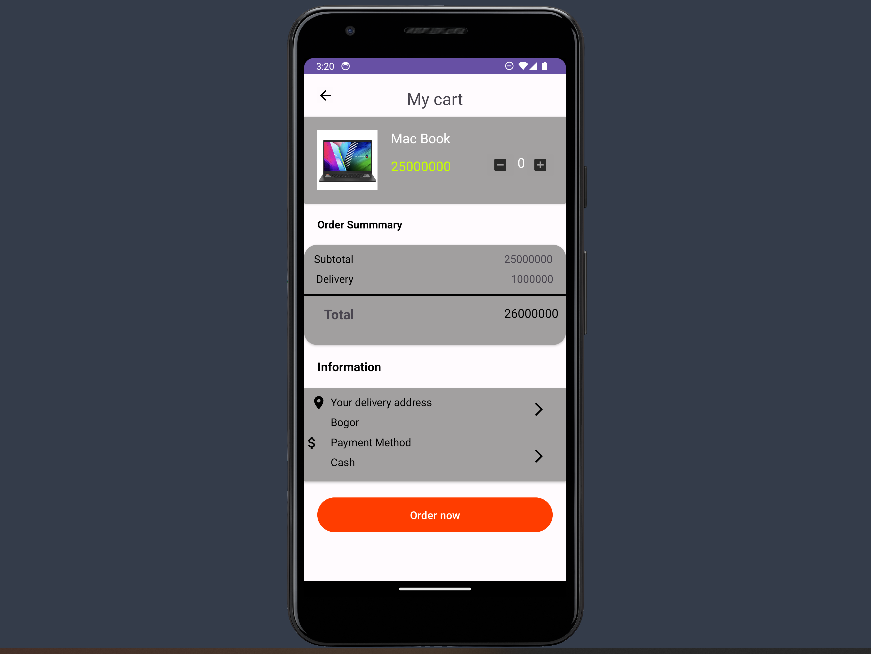 3:20
My cart
Mac Book
25000000
0
Order Summmary
Subtotal 25000000
Delivery 1000000
Total 26000000
Information
Your delivery address
Bogor
$ Payment Method
Cash
Order now